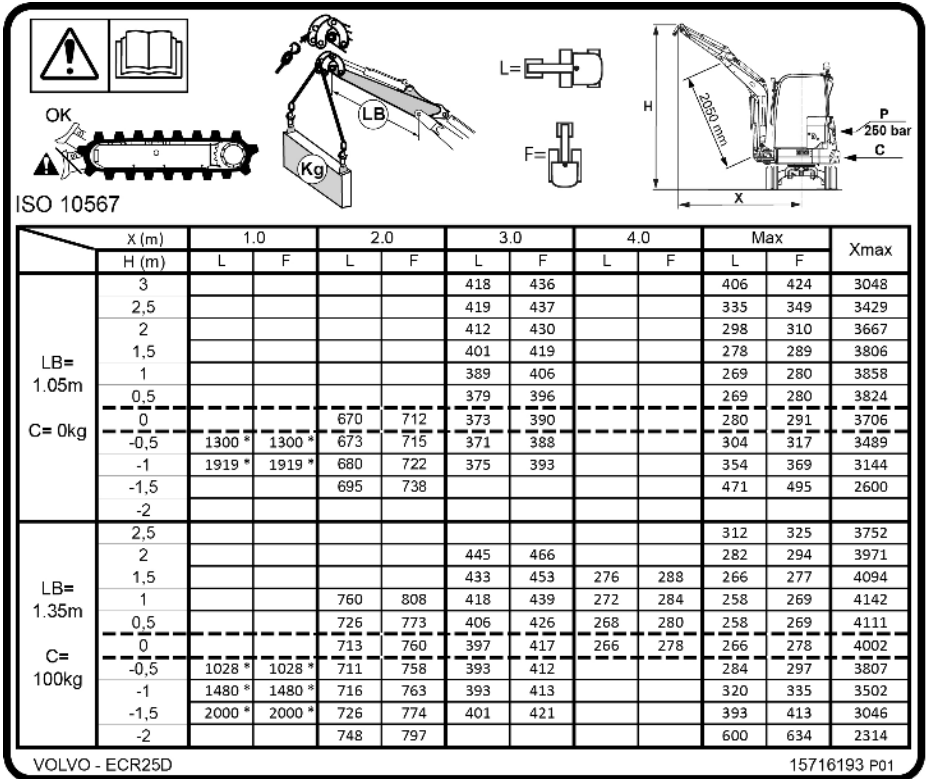 OK
LB
Kg
L=
F=
H
2050 mm
P
250 bar
C
X
ISO 10567
X (m) 1.0 2.0 3.0 4.0 Max Xmax
H (m) L F L F L F L F L F
LB=
1.05m
C= 0kg
3 418 436 406 424 3048
2,5 419 437 335 349 3429
2 412 430 298 310 3667
1,5 401 419 278 289 3806
1 389 406 269 280 3858
0,5 379 396 269 280 3824
0 670 712 373 390 280 291 3706
-0,5 1300 * 1300 * 673 715 371 388 304 317 3489
-1 1919 * 1919 * 680 722 375 393 354 369 3144
-1,5 695 738 471 495 2600
-2
LB=
1.35m
C=
100kg
2,5 312 325 3752
2 445 466 282 294 3971
1,5 433 453 276 288 266 277 4094
1 760 808 418 439 272 284 258 269 4142
0,5 726 773 406 426 268 280 258 269 4111
0 713 760 397 417 266 278 266 278 4002
-0,5 1028 * 1028 * 711 758 393 412 284 297 3807
-1 1480 * 1480 * 716 763 393 413 320 335 3502
-1,5 2000 * 2000 * 726 774 401 421 393 413 3046
-2 748 797 600 634 2314
VOLVO - ECR25D 15716193 P01